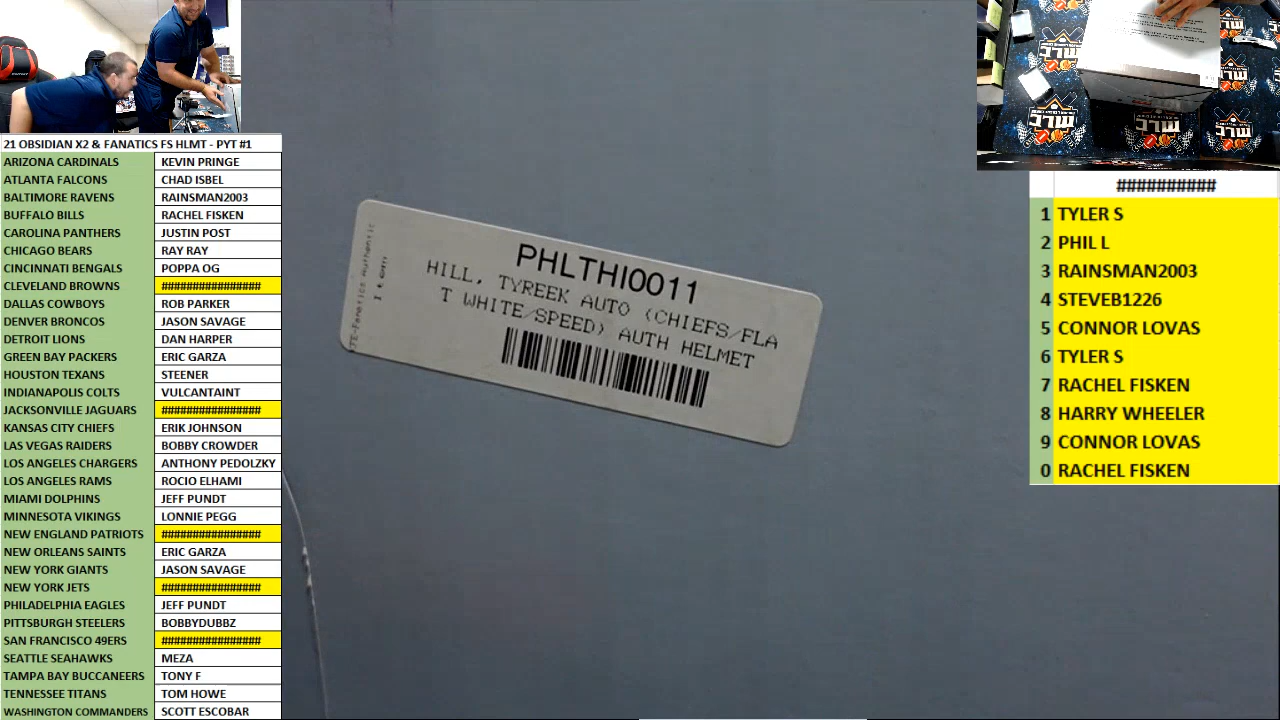 21 OBSIDIAN X2 & FANATICS FS HLMT - PYT #1
ARIZONA CARDINALS KEVIN PRINGE
ATLANTA FALCONS CHAD ISBEL
BALTIMORE RAVENS RAINSMAN2003
BUFFALO BILLS RACHEL FISKEN
CAROLINA PANTHERS JUSTIN POST
CHICAGO BEARS RAY RAY
CINCINNATI BENGALS POPPA OG
CLEVELAND BROWNS ################
DALLAS COWBOYS ROB PARKER
DENVER BRONCOS JASON SAVAGE
DETROIT LIONS DAN HARPER
GREEN BAY PACKERS ERIC GARZA
HOUSTON TEXANS STEENER
INDIANAPOLIS COLTS VULCANTAINT
JACKSONVILLE JAGUARS ################
KANSAS CITY CHIEFS ERIK JOHNSON
LAS VEGAS RAIDERS BOBBY CROWDER
LOS ANGELES CHARGERS ANTHONY PEDOLZKY
LOS ANGELES RAMS ROCIO ELHAMI
MIAMI DOLPHINS JEFF PUNDT
MINNESOTA VIKINGS LONNIE PEGG
NEW ENGLAND PATRIOTS ################
NEW ORLEANS SAINTS ERIC GARZA
NEW YORK GIANTS JASON SAVAGE
NEW YORK JETS ################
PHILADELPHIA EAGLES JEFF PUNDT
PITTSBURGH STEELERS BOBBYDUBBZ
SAN FRANCISCO 49ERS ################
SEATTLE SEAHAWKS MEZA
TAMPA BAY BUCCANEERS TONY F
TENNESSEE TITANS TOM HOWE
WASHINGTON COMMANDERS SCOTT ESCOBAR
Fanatics Authentic
PHLTHI0011
HILL, TYREEK AUTO (CHIEFS/FLA
T WHITE/SPEED) AUTH HELMET
##########
1 TYLER S
2 PHIL L
3 RAINSMAN2003
4 STEVEB1226
5 CONNOR LOVAS
6 TYLER S
7 RACHEL FISKEN
8 HARRY WHEELER
9 CONNOR LOVAS
0 RACHEL FISKEN